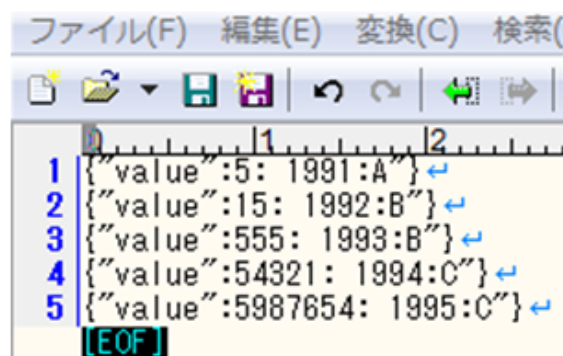 ファイル(F) 編集(E) 変換(C) 検索(
0 1 2
1 {"value":5: 1991:A"}↵
2 {"value":15: 1992:B"}↵
3 {"value":555: 1993:B"}↵
4 {"value":54321: 1994:C"}↵
5 {"value":5987654: 1995:C"}↵
[EOF]